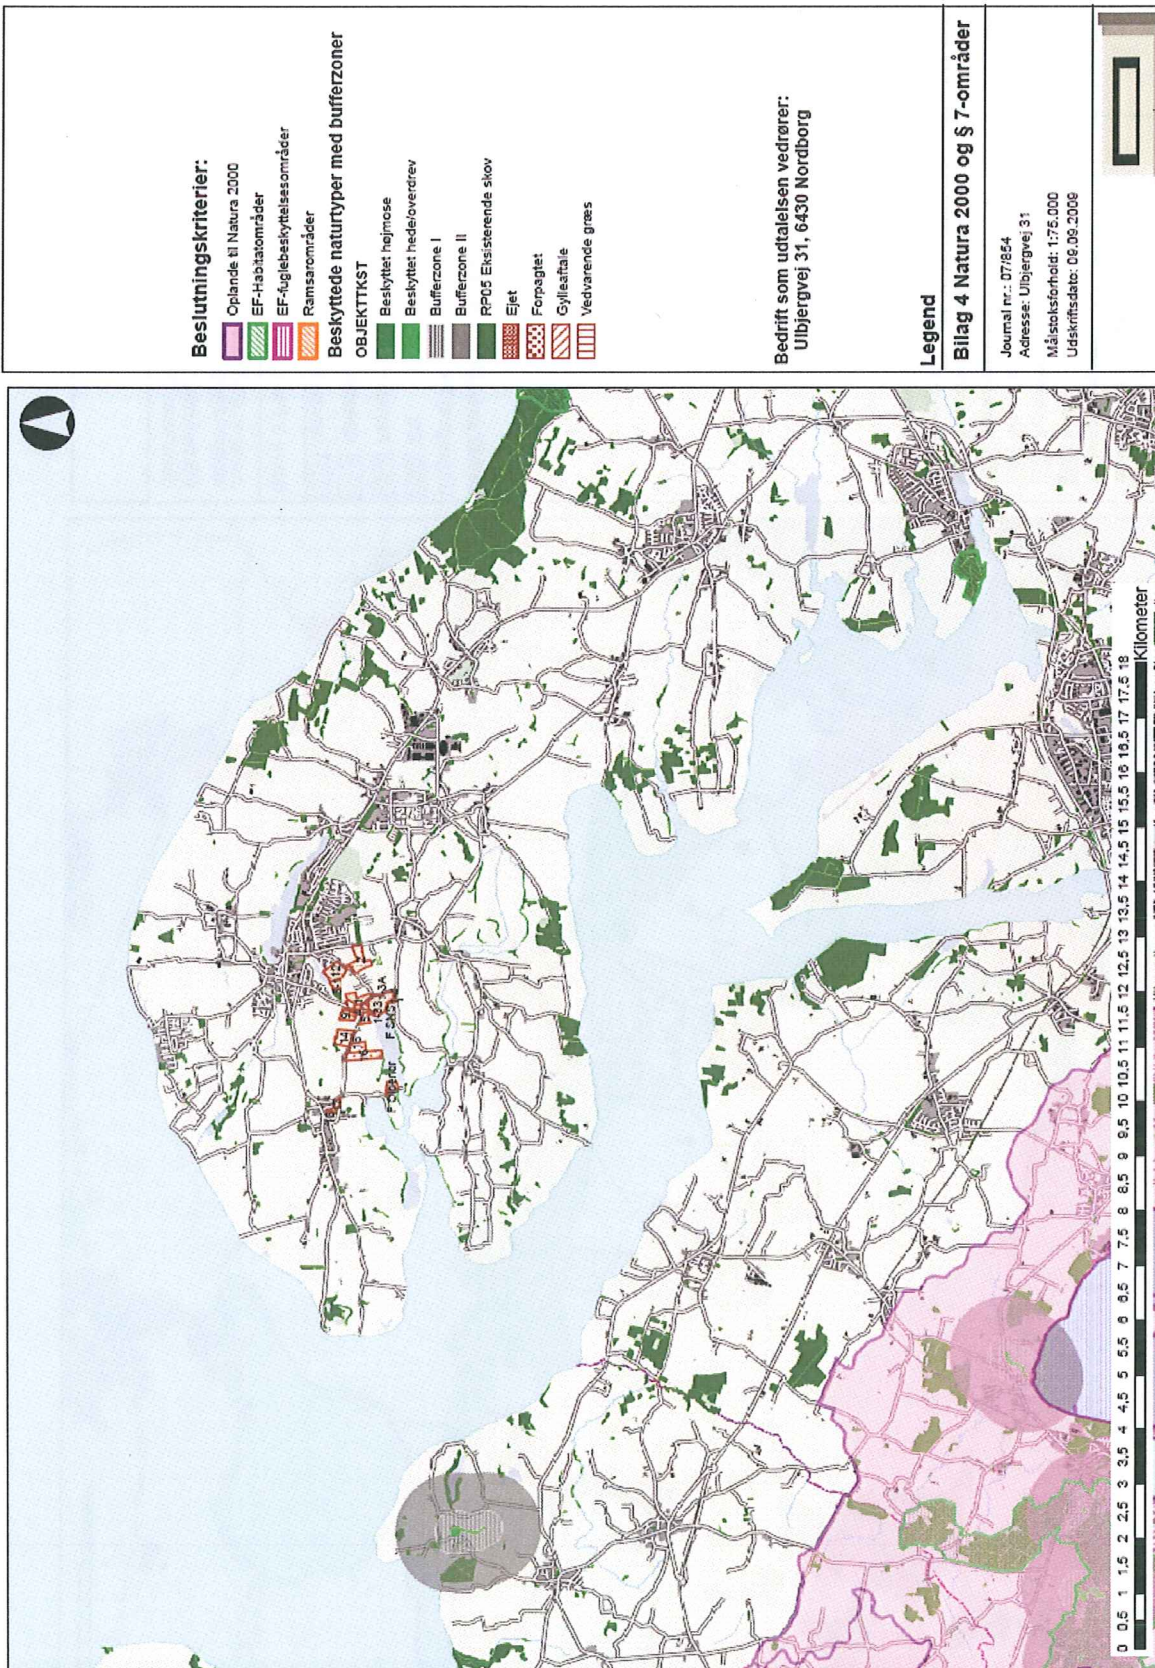 Beslutningskriterier:
Oplande til Natura 2000
EF-Habitatområder
EF-fuglebeskyttelsesområder
Ramsarområder
Beskyttede naturtyper med bufferzoner
OBJEKTTKST
Beskyttet højmose
Beskyttet hede/overdrev
Bufferzone I
Bufferzone II
RP05 Eksisterende skov
Ejet
Forpagtet
Gylleaftale
Vedvarende græs
Bedrift som udtalelsen vedrører:
Ulbjergvej 31, 6430 Nordborg
Legend
Bilag 4 Natura 2000 og § 7-områder
Journal nr.: 07/854
Adresse: Ulbjergvej 31
Målstoksforhold: 1:75.000
Udskriftsdato: 09.09.2009
0 0.5 1 1.5 2 2.5 3 3.5 4 4.5 5 5.5 6 6.5 7 7.5 8 8.5 9 9.5 10 10.5 11 11.5 12 12.5 13 13.5 14 14.5 15 15.5 16 16.5 17 17.5 18
Kilometer